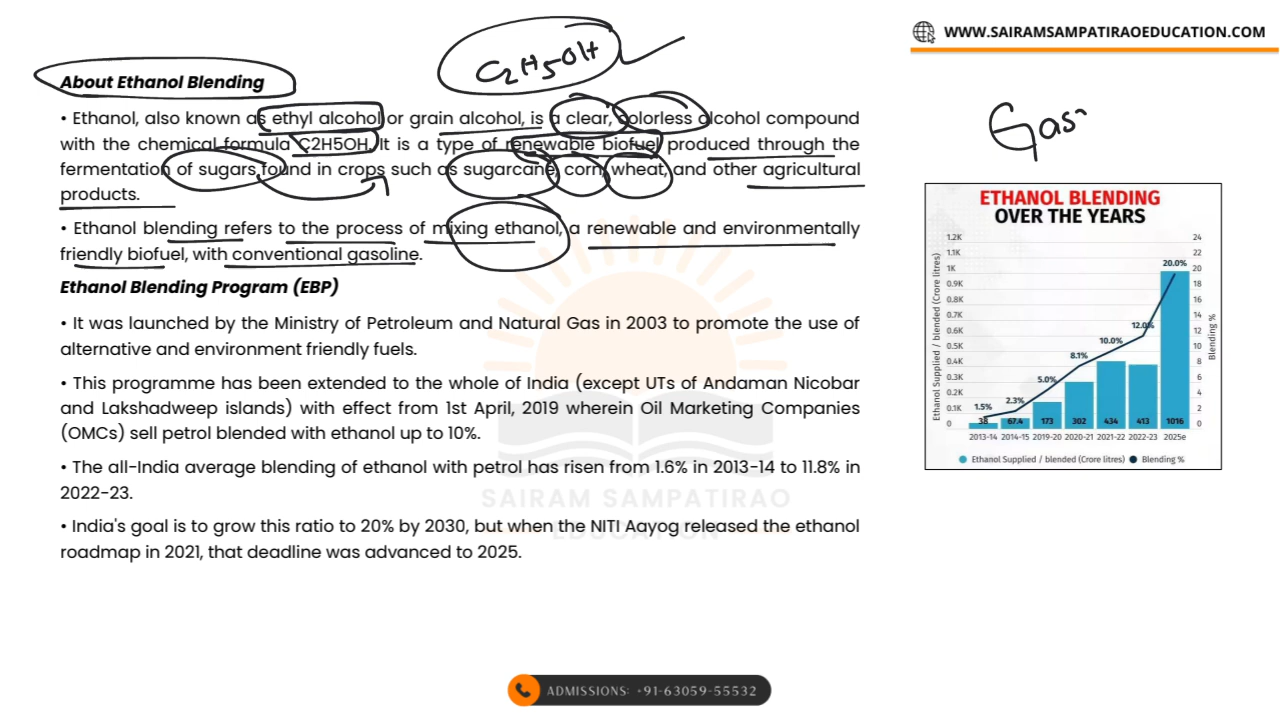 WWW.SAIRAMSAMPATIRAOEDUCATION.COM
C2H5OH
About Ethanol Blending
• Ethanol, also known as ethyl alcohol or grain alcohol, is a clear, colorless alcohol compound
with the chemical formula C2H5OH. It is a type of renewable biofuel produced through the
fermentation of sugars found in crops such as sugarcane, corn, wheat, and other agricultural
products.
• Ethanol blending refers to the process of mixing ethanol, a renewable and environmentally
friendly biofuel, with conventional gasoline.
Ethanol Blending Program (EBP)
• It was launched by the Ministry of Petroleum and Natural Gas in 2003 to promote the use of
alternative and environment friendly fuels.
• This programme has been extended to the whole of India (except UTs of Andaman Nicobar
and Lakshadweep islands) with effect from 1st April, 2019 wherein Oil Marketing Companies
(OMCs) sell petrol blended with ethanol up to 10%.
• The all-India average blending of ethanol with petrol has risen from 1.6% in 2013-14 to 11.8% in
2022-23.
• India's goal is to grow this ratio to 20% by 2030, but when the NITI Aayog released the ethanol
roadmap in 2021, that deadline was advanced to 2025.
SAIRAM SAMPATIRAO
EDUCATION
Gas
ETHANOL BLENDING
OVER THE YEARS
Ethanol Supplied / blended (Crore litres)
1.2K
1.1K
1K
0.9K
0.8K
0.7K
0.6K
0.5K
0.4K
0.3K
0.2K
0.1K
0
1.5% 2.3% 5.0% 8.1% 10.0% 12.0% 20.0%
38 67.4 173 302 434 413 1016
24
22
20
18
16
14
12
10
8
6
4
2
0
Blending %
2013-14 2014-15 2019-20 2020-21 2021-22 2022-23 2025e
Ethanol Supplied / blended (Crore litres) Blending %
ADMISSIONS: +91-63059-55532